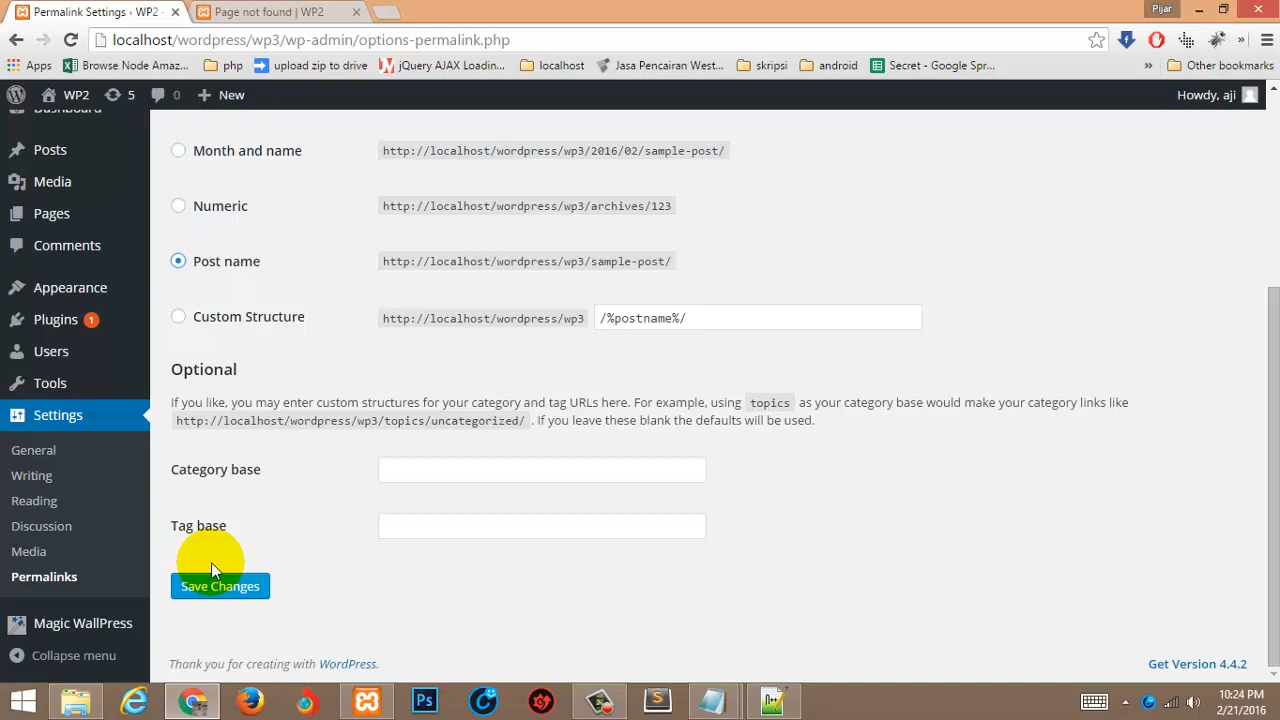 Permalink Settings ‹ WP2 -
Page not found | WP2
Pijar
localhost/wordpress/wp3/wp-admin/options-permalink.php
Apps
Browse Node Amaz...
php
upload zip to drive
jQuery AJAX Loadin...
localhost
Jasa Pencairan West...
skripsi
android
Secret - Google Spr...
»
Other bookmarks
WP2
5
0
New
Howdy, aji
Dashboard
Posts
Media
Pages
Comments
Appearance
Plugins 1
Users
Tools
Settings
General
Writing
Reading
Discussion
Media
Permalinks
Magic WallPress
Collapse menu
Month and name http://localhost/wordpress/wp3/2016/02/sample-post/
Numeric http://localhost/wordpress/wp3/archives/123
Post name http://localhost/wordpress/wp3/sample-post/
Custom Structure http://localhost/wordpress/wp3 /%postname%/
Optional
If you like, you may enter custom structures for your category and tag URLs here. For example, using topics as your category base would make your category links like
http://localhost/wordpress/wp3/topics/uncategorized/ . If you leave these blank the defaults will be used.
Category base
Tag base
Save Changes
Thank you for creating with WordPress.
Get Version 4.4.2
Ps
S
10:24 PM
2/21/2016